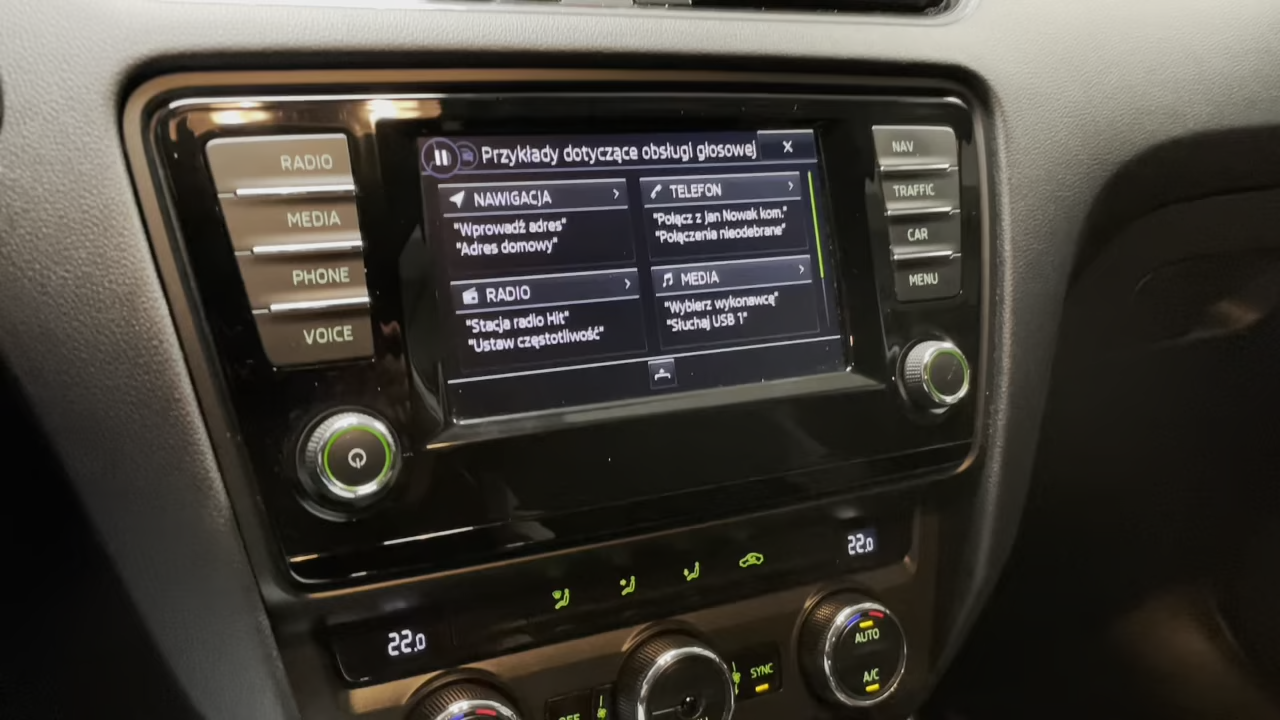 RADIO
MEDIA
PHONE
VOICE
Przykłady dotyczące obsługi głosowej
NAWIGACJA
"Wprowadź adres"
"Adres domowy"
TELEFON
"Połącz z Jan Nowak kom."
"Połączenia nieodebrane"
RADIO
"Stacja radio Hit"
"Ustaw częstotliwość"
MEDIA
"Wybierz wykonawcę"
"Słuchaj USB 1"
NAV
TRAFFIC
CAR
MENU
22.0
22.0
AUTO
A/C
SYNC
OFF